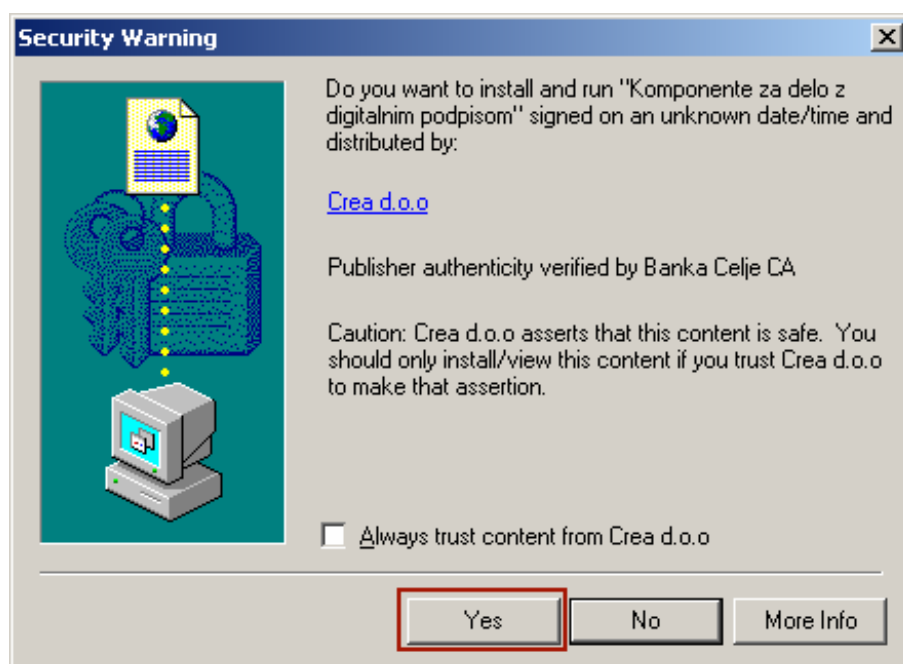 Security Warning
Do you want to install and run "Komponente za delo z
digitalnim podpisom" signed on an unknown date/time and
distributed by:
Crea d.o.o
Publisher authenticity verified by Banka Celje CA
Caution: Crea d.o.o asserts that this content is safe.  You
should only install/view this content if you trust Crea d.o.o
to make that assertion.
Always trust content from Crea d.o.o
Yes
No
More Info